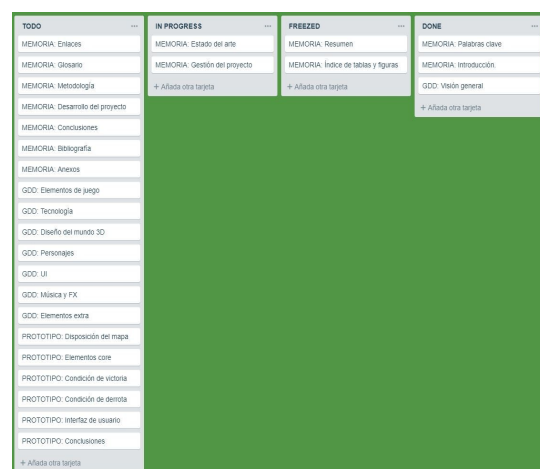 TODO
MEMORIA: Enlaces
MEMORIA: Glosario
MEMORIA: Metodología
MEMORIA: Desarrollo del proyecto
MEMORIA: Conclusiones
MEMORIA: Bibliografía
MEMORIA: Anexos
GDD: Elementos de juego
GDD: Tecnología
GDD: Diseño del mundo 3D
GDD: Personajes
GDD: UI
GDD: Música y FX
GDD: Elementos extra
PROTOTIPO: Disposición del mapa
PROTOTIPO: Elementos core
PROTOTIPO: Condición de victoria
PROTOTIPO: Condición de derrota
PROTOTIPO: Interfaz de usuario
PROTOTIPO: Conclusiones
+ Añada otra tarjeta
IN PROGRESS
MEMORIA: Estado del arte
MEMORIA: Gestión del proyecto
+ Añada otra tarjeta
FREEZED
MEMORIA: Resumen
MEMORIA: Índice de tablas y figuras
+ Añada otra tarjeta
DONE
MEMORIA: Palabras clave
MEMORIA: Introducción
GDD: Visión general
+ Añada otra tarjeta